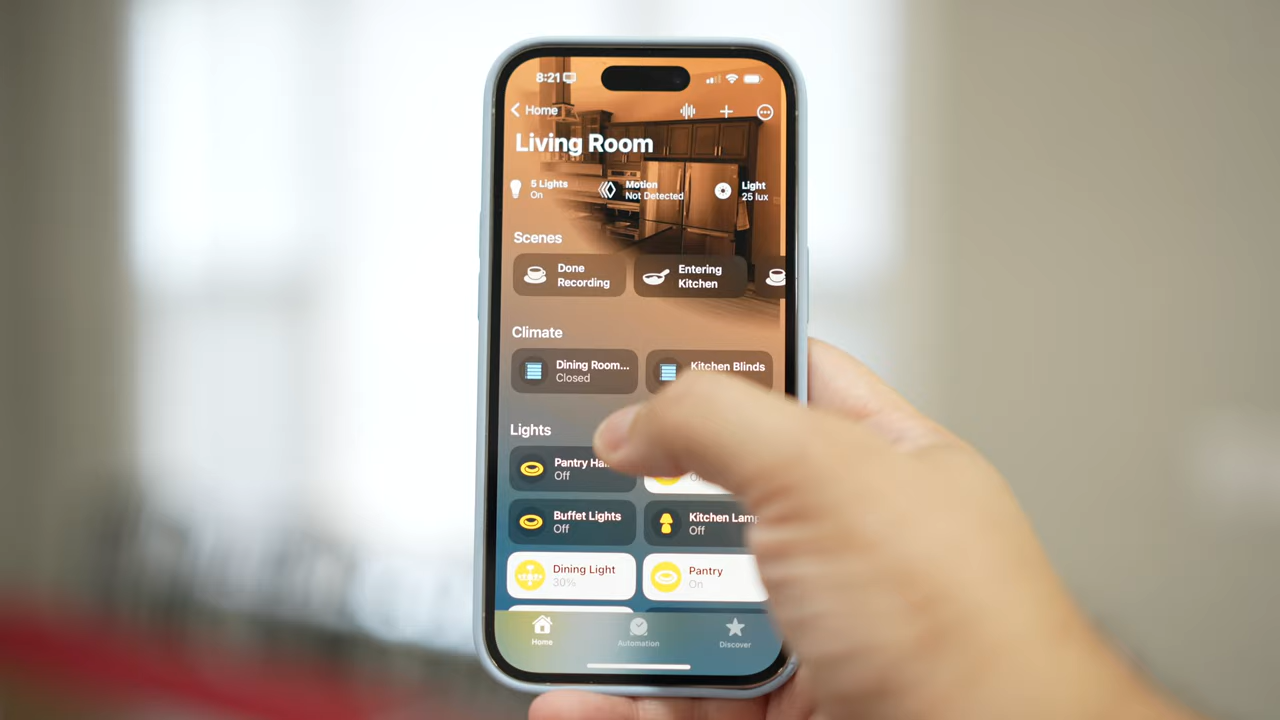 8:21
Home
Living Room
5 Lights
On
Motion
Not Detected
Light
25 lux
Scenes
Done
Recording
Entering
Kitchen
Climate
Dining Room...
Closed
Kitchen Blinds
Lights
Pantry
Off
Buffet Lights
Off
Kitchen Lamp
Off
Dining Light
30%
Pantry
On
Home
Automation
Discover